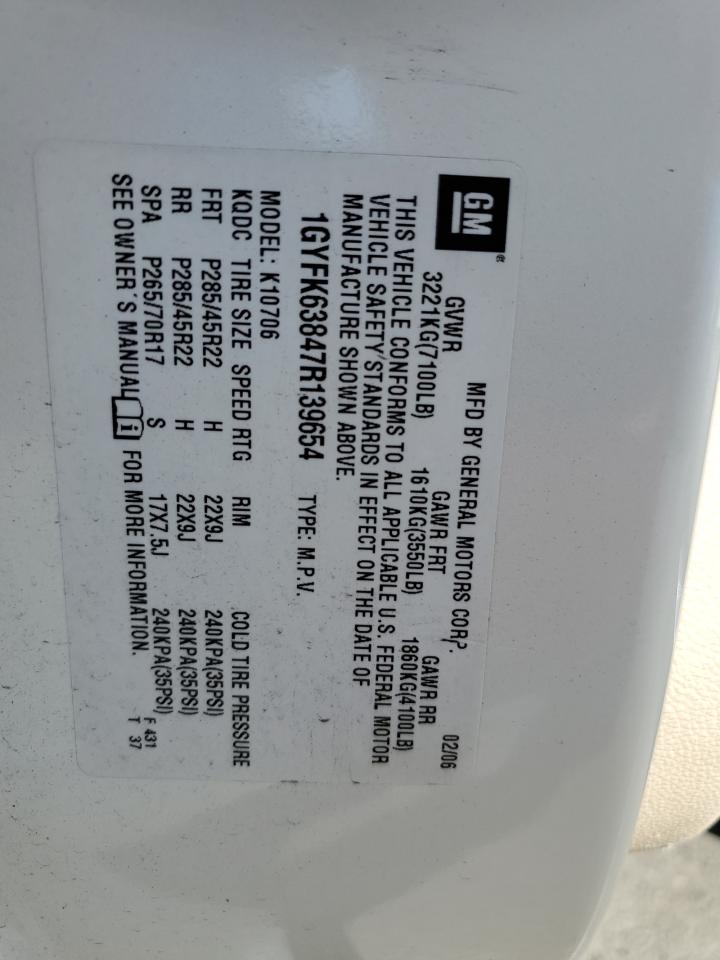 GM®
MFD BY GENERAL MOTORS CORP. 02/06
GVWR GAWR FRT GAWR RR
3221KG(7100LB) 1610KG(3550LB) 1860KG(4100LB)
THIS VEHICLE CONFORMS TO ALL APPLICABLE U.S. FEDERAL MOTOR
VEHICLE SAFETY STANDARDS IN EFFECT ON THE DATE OF
MANUFACTURE SHOWN ABOVE.
1GYFK63847R139654 TYPE: M.P.V.
MODEL: K10706
KQDC TIRE SIZE SPEED RTG RIM COLD TIRE PRESSURE
FRT P285/45R22 H 22X9J 240KPA(35PSI)
RR P285/45R22 H 22X9J 240KPA(35PSI)
SPA P265/70R17 S 17X7.5J 240KPA(35PSI)
SEE OWNER'S MANUAL i FOR MORE INFORMATION.
F 431
T 37